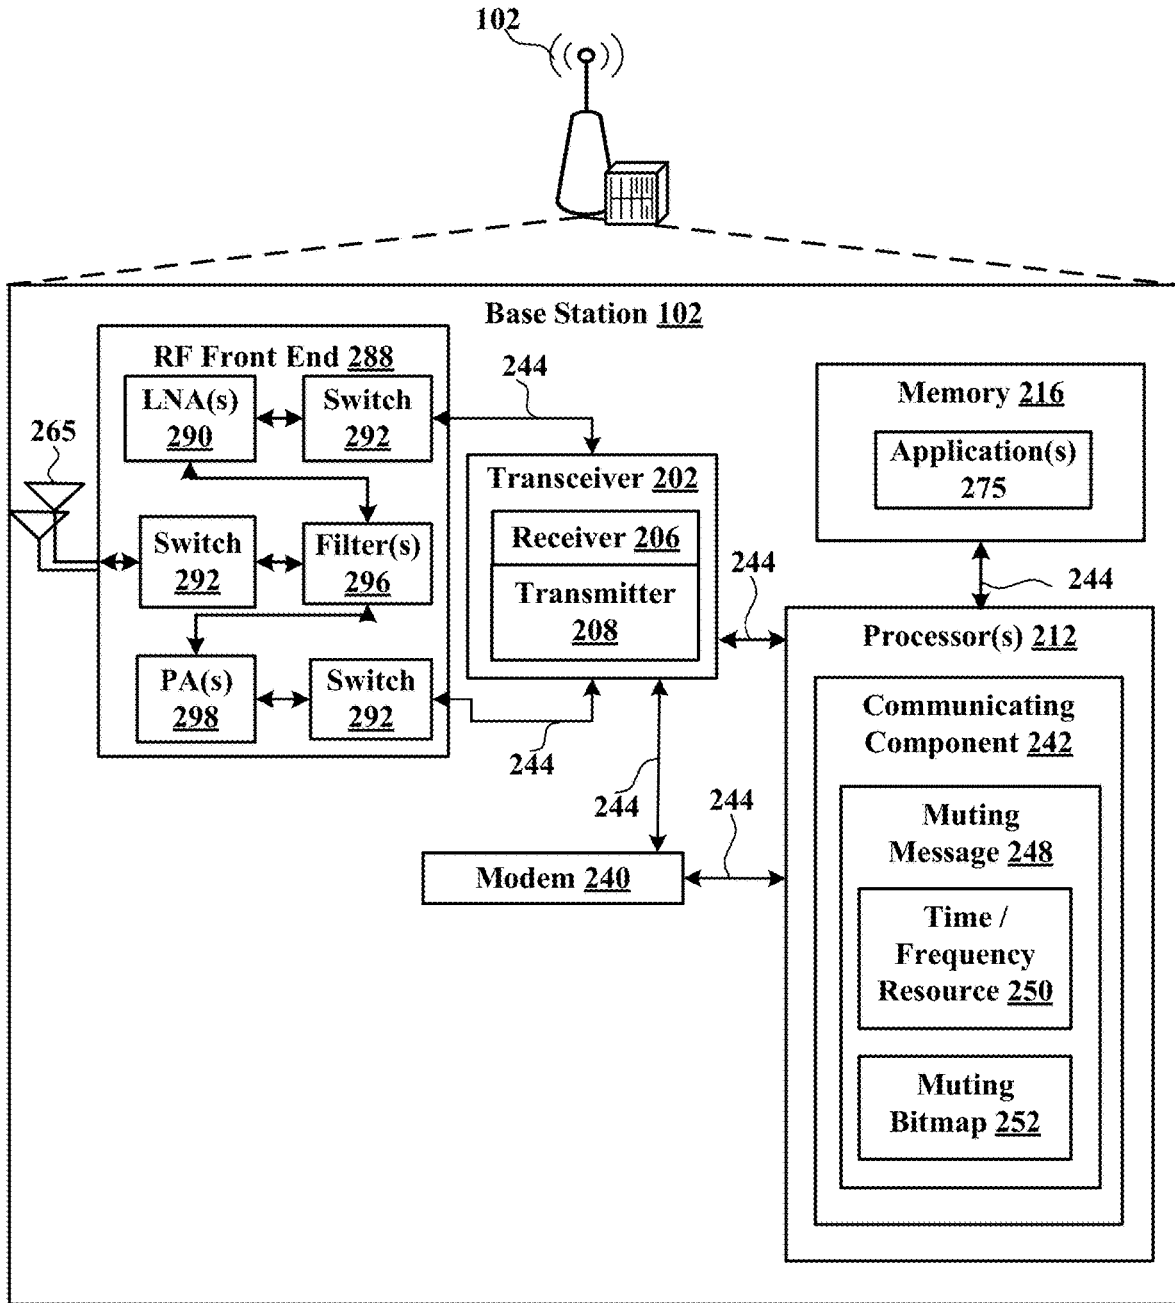 102
Base Station 102
RF Front End 288
LNA(s)
290
Switch
292
244
265
Switch
292
Filter(s)
296
PA(s)
298
Switch
292
244
Transceiver 202
Receiver 206
Transmitter
208
244
244
Modem 240
244
Memory 216
Application(s)
275
244
Processor(s) 212
Communicating
Component 242
Muting
Message 248
Time /
Frequency
Resource 250
Muting
Bitmap 252